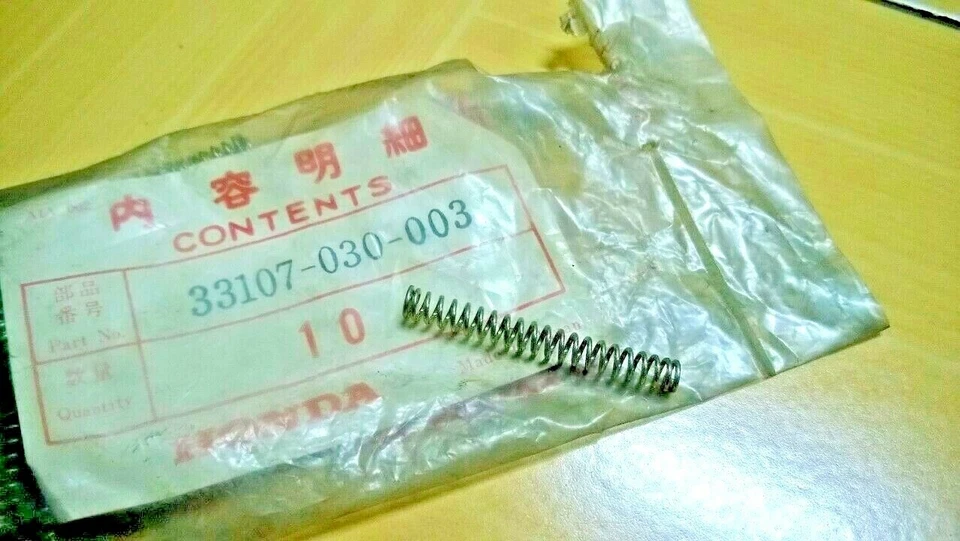 内容明細
CONTENTS
部品
番号
Part No.
33107-030-003
数量
Quantity
10
Made
HONDA